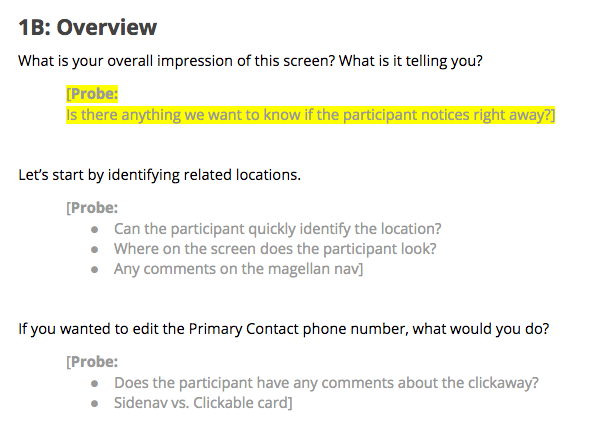 1B: Overview
What is your overall impression of this screen? What is it telling you?
[Probe:
Is there anything we want to know if the participant notices right away?]
Let's start by identifying related locations.
[Probe:
● Can the participant quickly identify the location?
● Where on the screen does the participant look?
● Any comments on the magellan nav]
If you wanted to edit the Primary Contact phone number, what would you do?
[Probe:
● Does the participant have any comments about the clickaway?
● Sidenav vs. Clickable card]